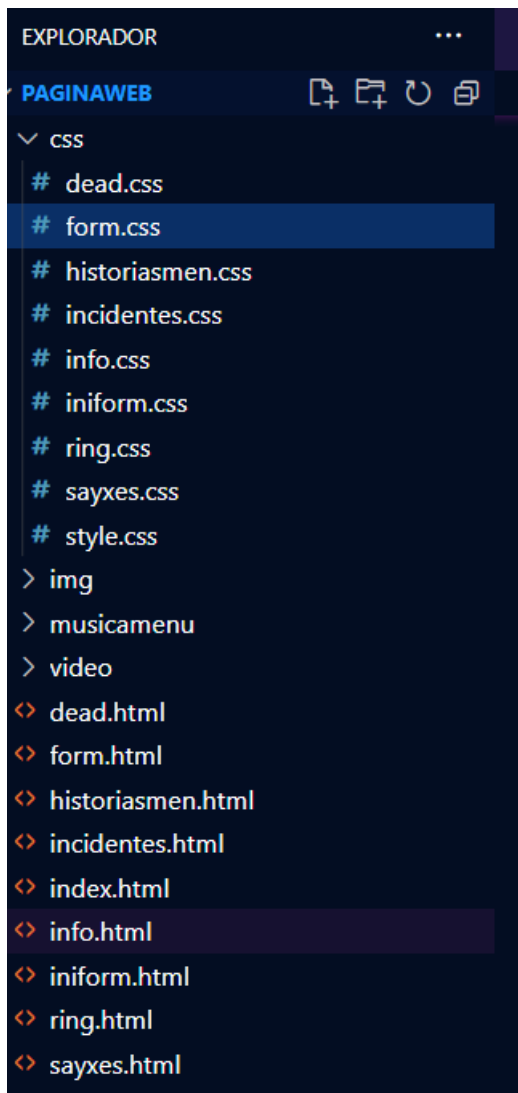 EXPLORADOR
PAGINAWEB
css
# dead.css
# form.css
# historiasmen.css
# incidentes.css
# info.css
# iniform.css
# ring.css
# sayxes.css
# style.css
img
musicamenu
video
<> dead.html
<> form.html
<> historiasmen.html
<> incidentes.html
<> index.html
<> info.html
<> iniform.html
<> ring.html
<> sayxes.html